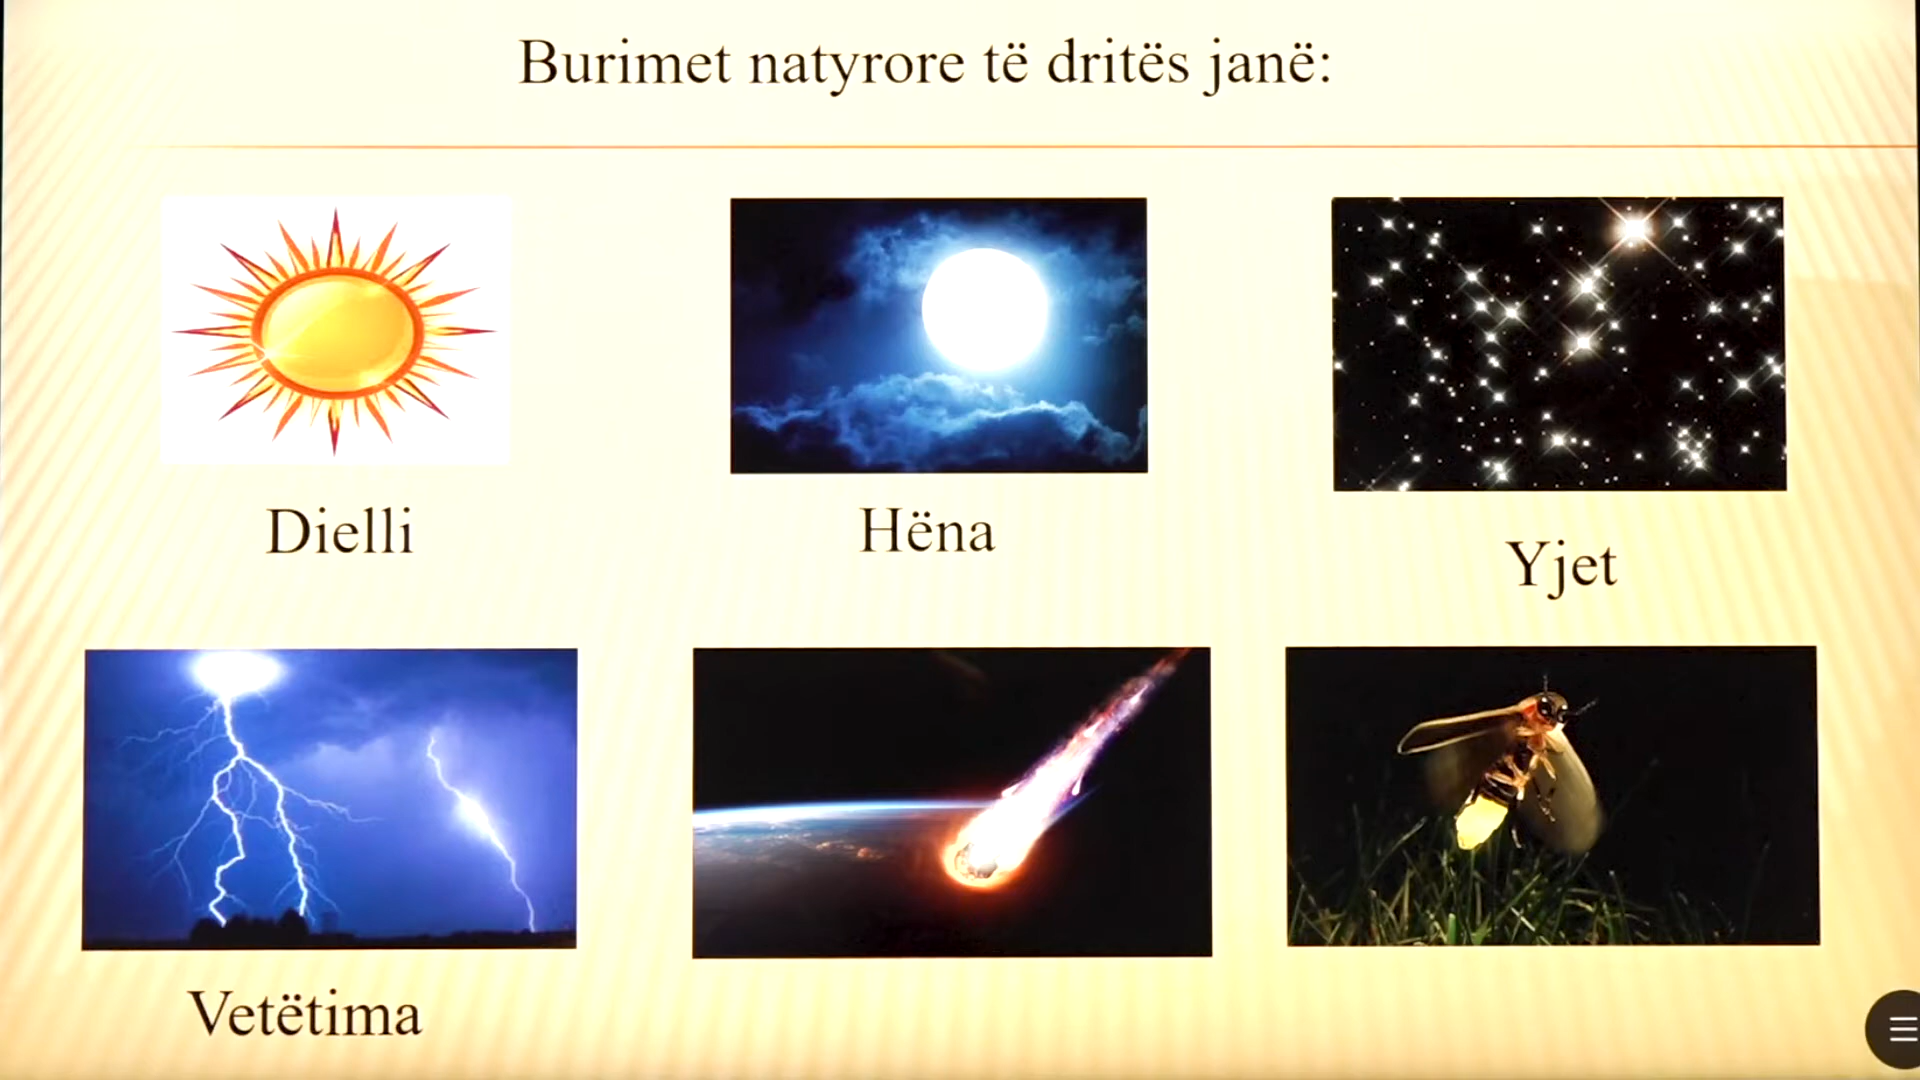 Burimet natyrore të dritës janë:
Dielli
Hëna
Yjet
Vetëtima